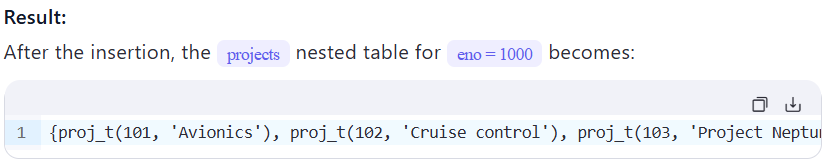 Result:
After the insertion, the projects nested table for eno = 1000 becomes:
1 {proj_t(101, 'Avionics'), proj_t(102, 'Cruise control'), proj_t(103, 'Project